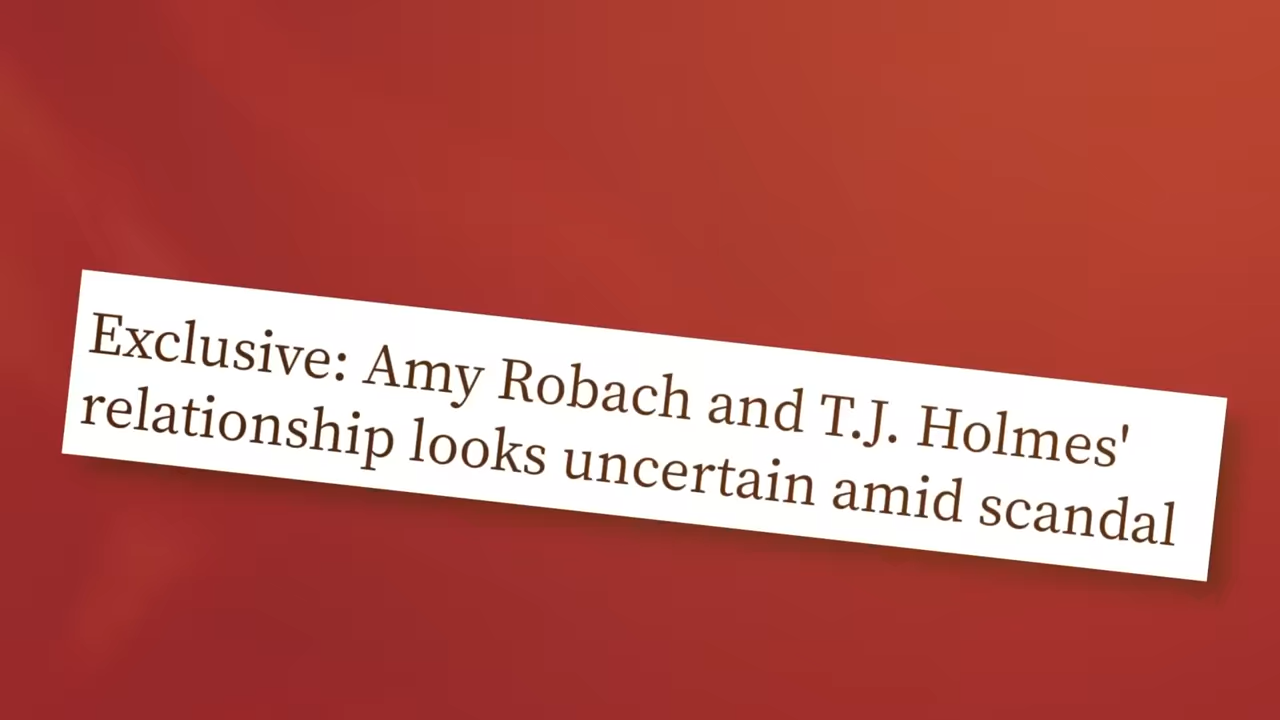 Exclusive: Amy Robach and T.J. Holmes'
relationship looks uncertain amid scandal